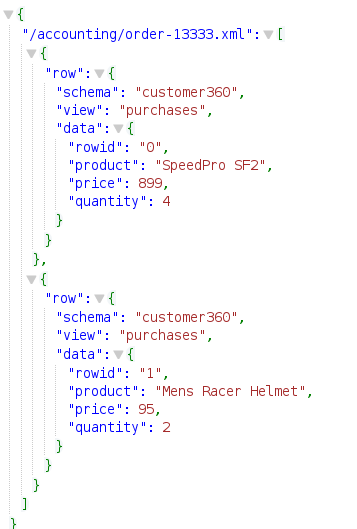 {
"/accounting/order-13333.xml": [
{
"row": {
"schema": "customer360",
"view": "purchases",
"data": {
"rowid": "0",
"product": "SpeedPro SF2",
"price": 899,
"quantity": 4
}
}
},
{
"row": {
"schema": "customer360",
"view": "purchases",
"data": {
"rowid": "1",
"product": "Mens Racer Helmet",
"price": 95,
"quantity": 2
}
}
}
]
}